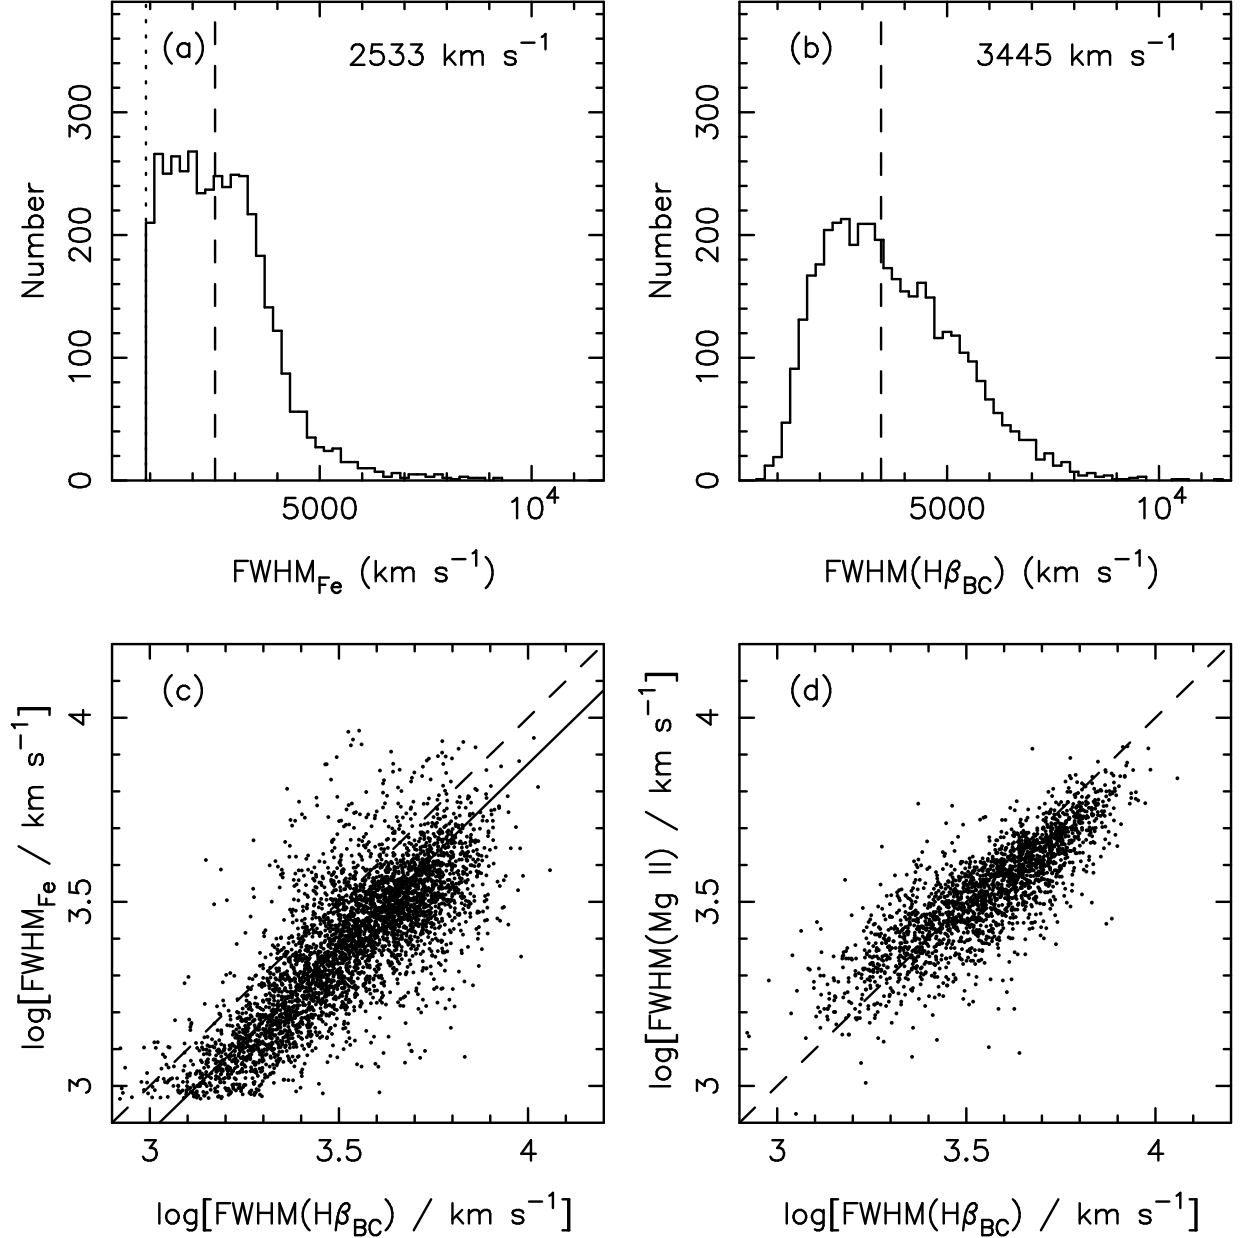 (a)
2533 km s⁻¹
Number
0
100
200
300
5000
10⁴
FWHM_Fe (km s⁻¹)
(b)
3445 km s⁻¹
Number
0
100
200
300
5000
10⁴
FWHM(Hβ_BC) (km s⁻¹)
(c)
log[FWHM_Fe / km s⁻¹]
3
3.5
4
3
3.5
4
log[FWHM(Hβ_BC) / km s⁻¹]
(d)
log[FWHM(Mg II) / km s⁻¹]
3
3.5
4
3
3.5
4
log[FWHM(Hβ_BC) / km s⁻¹]